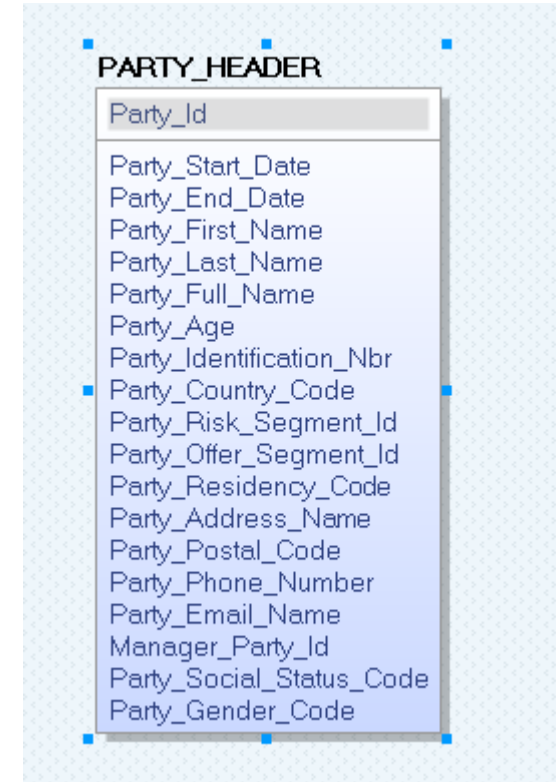 PARTY_HEADER
Party_Id
Party_Start_Date
Party_End_Date
Party_First_Name
Party_Last_Name
Party_Full_Name
Party_Age
Party_Identification_Nbr
Party_Country_Code
Party_Risk_Segment_Id
Party_Offer_Segment_Id
Party_Residency_Code
Party_Address_Name
Party_Postal_Code
Party_Phone_Number
Party_Email_Name
Manager_Party_Id
Party_Social_Status_Code
Party_Gender_Code